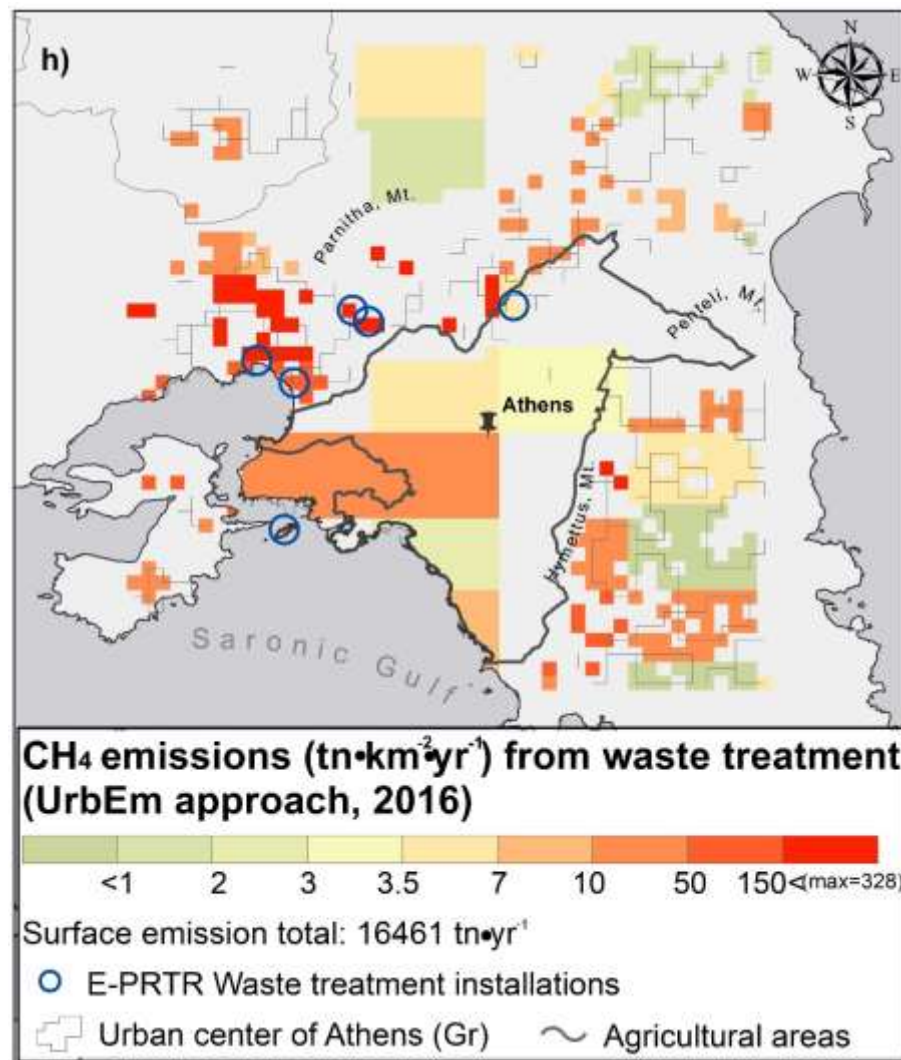 h)
N
W E
S
Parnitha, Mt.
Penteli, Mt.
Athens
Hymettus, Mt.
Saronic Gulf
CH4 emissions (tn•km-2•yr-1) from waste treatment
(UrbEm approach, 2016)
<1 2 3 3.5 7 10 50 150<(max=328)
Surface emission total: 16461 tn•yr-1
E-PRTR Waste treatment installations
Urban center of Athens (Gr) Agricultural areas